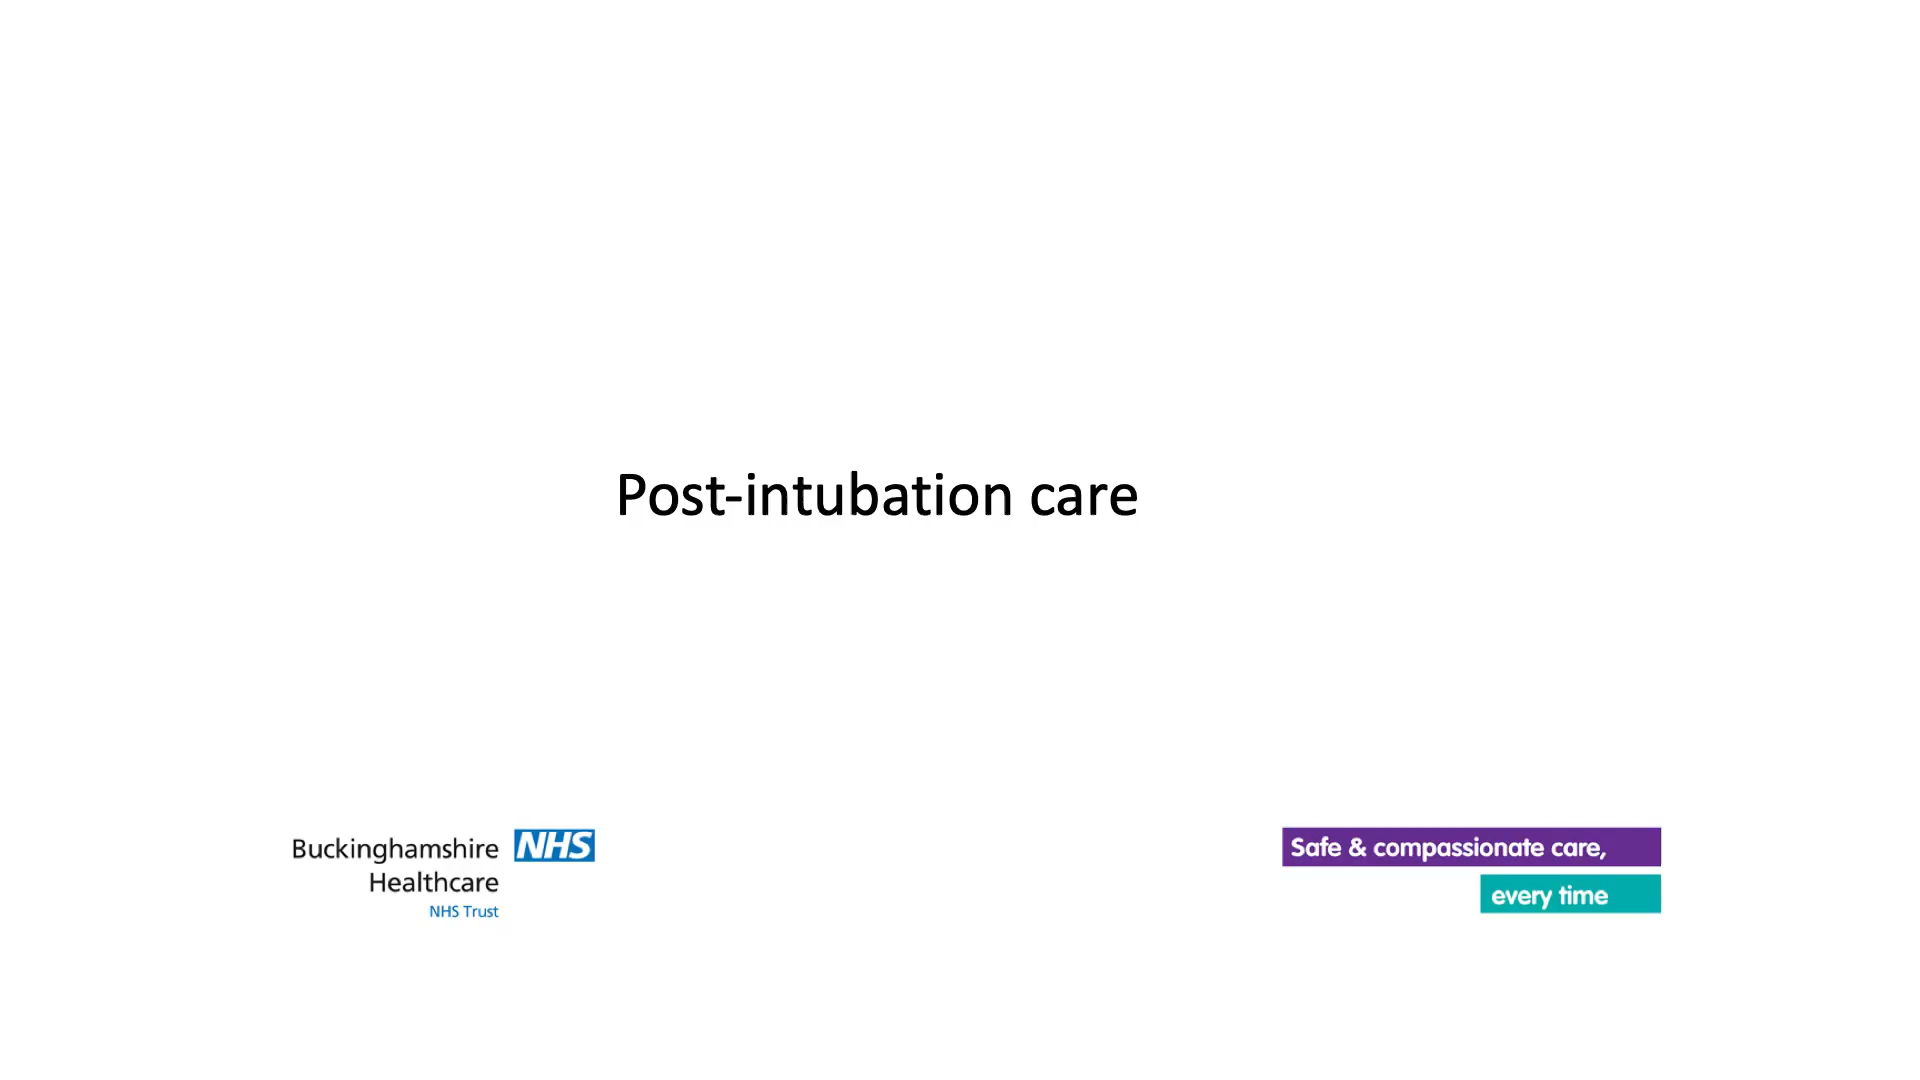 Post-intubation care
Buckinghamshire NHS
Healthcare
NHS Trust
Safe & compassionate care,
every time